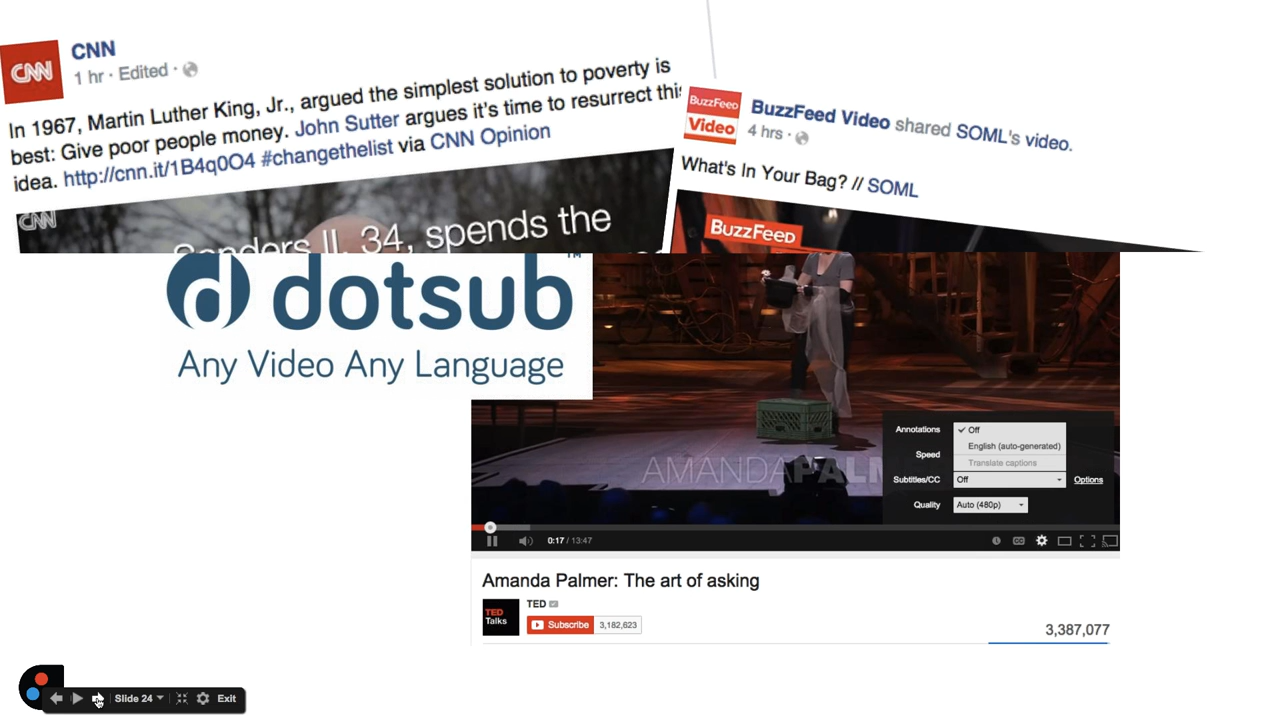 CNN
CNN
1 hr · Edited ·
In 1967, Martin Luther King, Jr., argued the simplest solution to poverty is
best: Give poor people money. John Sutter argues it's time to resurrect this
idea. http://cnn.it/1B4q0O4 #changethelist via CNN Opinion
CNN
Sanders II, 34, spends the
BuzzFeed
Video
BuzzFeed Video shared SOML's video.
4 hrs ·
What's In Your Bag? // SOML
BuzzFeed
dotsub™
Any Video Any Language
AMANDA PALM
Annotations
Off
English (auto-generated)
Speed
Translate captions
Subtitles/CC Off Options
Quality Auto (480p)
0:17 / 13:47
CC
Amanda Palmer: The art of asking
TED
Talks
TED
Subscribe 3,182,623
3,387,077
Slide 24 Exit